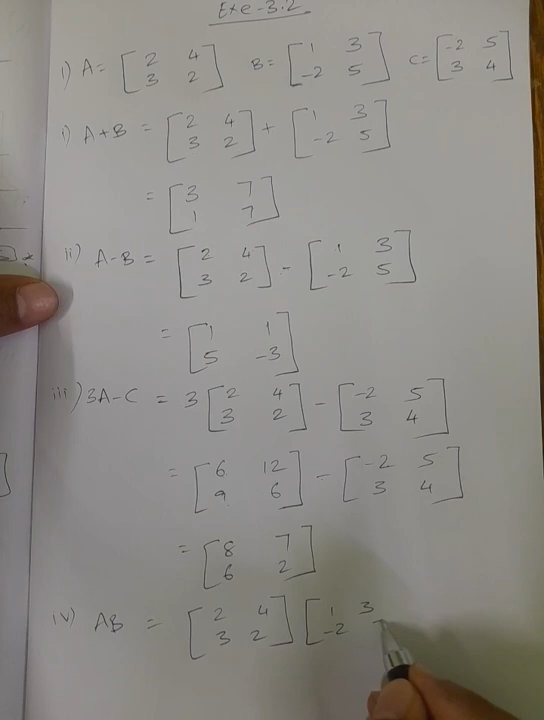 Exe-3.2
1) A = [2 4 B = [1 3 C = [-2 5
3 2] -2 5] 3 4]
i) A+B = [2 4 + [1 3
3 2] -2 5]
= [3 7
1 7]
ii) A-B = [2 4 - [1 3
3 2] -2 5]
= [1 1
5 -3]
iii) 3A-C = 3 [2 4 - [-2 5
3 2] 3 4]
= [6 12 - [-2 5
9 6] 3 4]
= [8 7
6 2]
iv) AB = [2 4 [1 3
3 2] -2